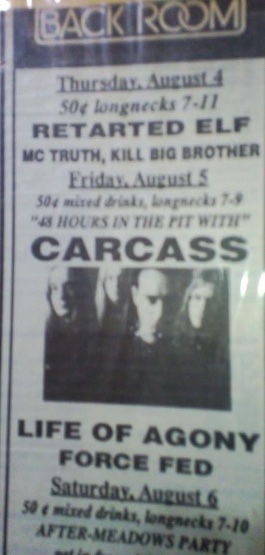 BACK ROOM
Thursday, August 4
50¢ longnecks 7-11
RETARTED ELF
MC TRUTH, KILL BIG BROTHER
Friday, August 5
50¢ mixed drinks, longnecks 7-9
"48 HOURS IN THE PIT WITH"
CARCASS
LIFE OF AGONY
FORCE FED
Saturday, August 6
50 ¢ mixed drinks, longnecks 7-10
AFTER-MEADOWS PARTY